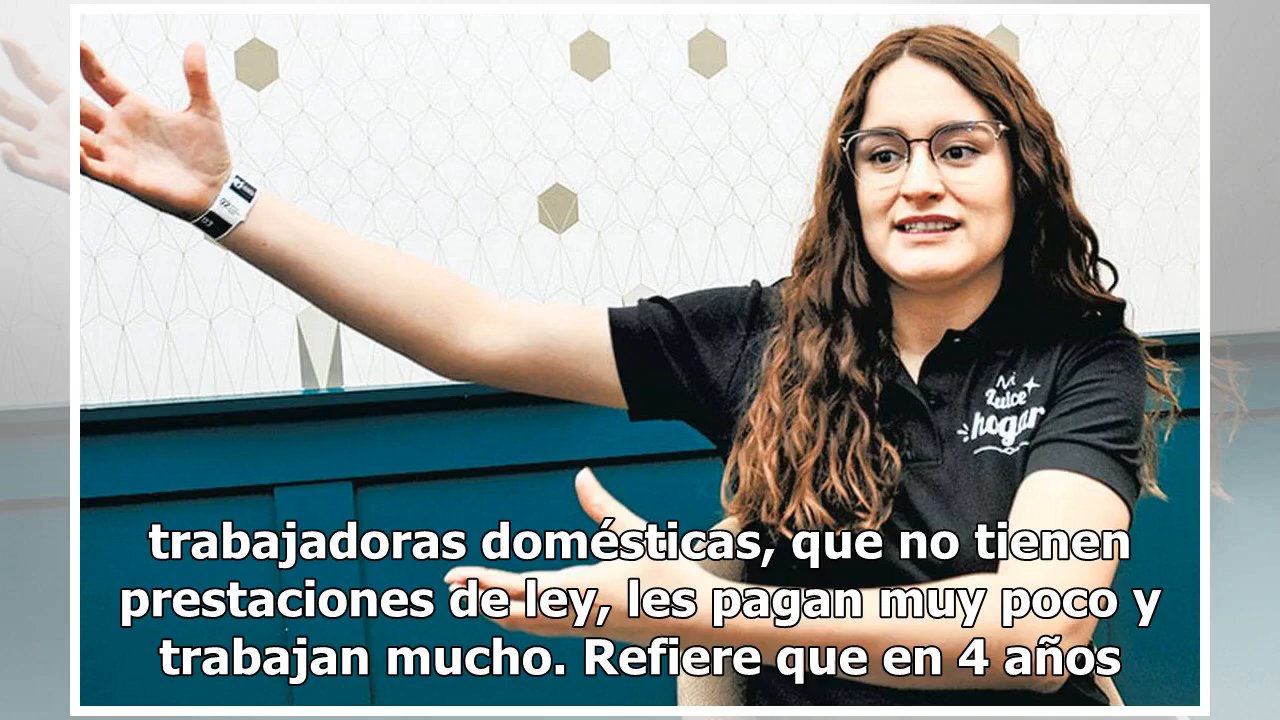 Mi
dulce
hogar
trabajadoras domésticas, que no tienen
prestaciones de ley, les pagan muy poco y
trabajan mucho. Refiere que en 4 años